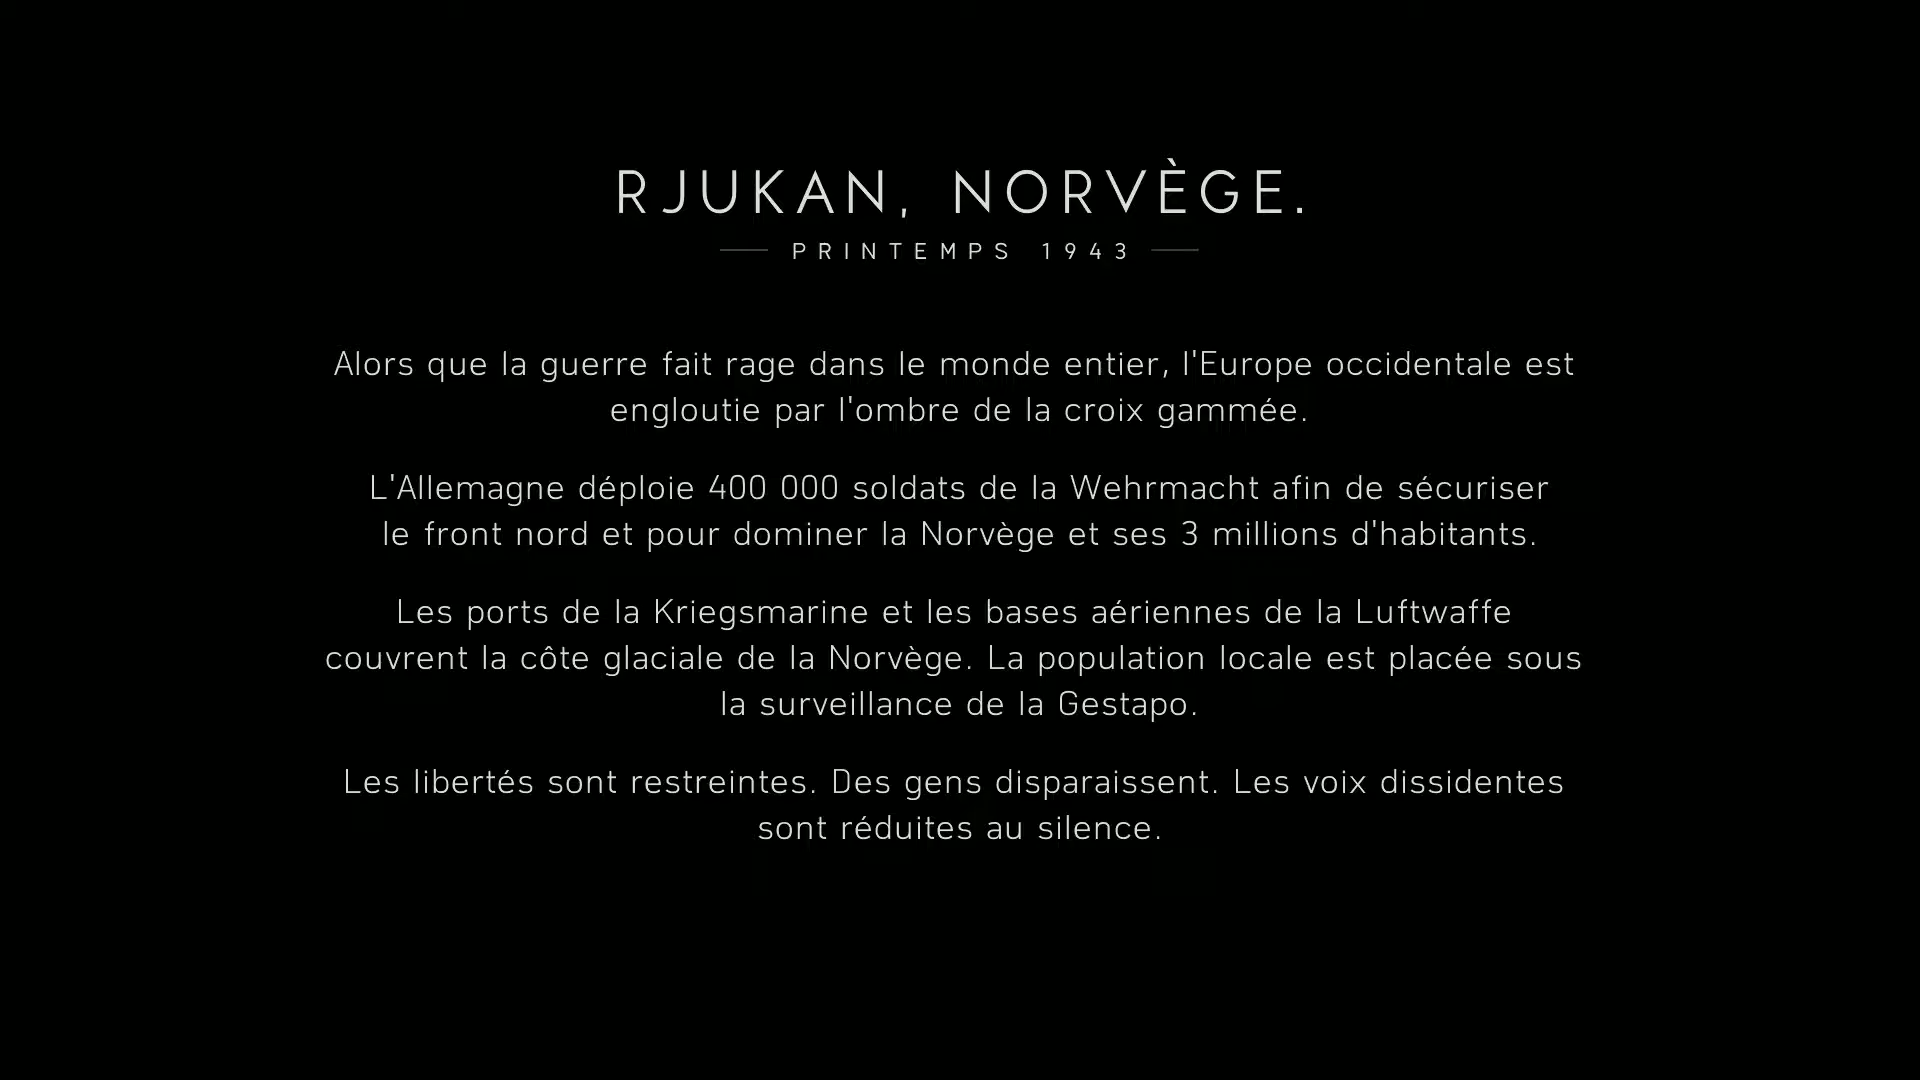 RJUKAN, NORVÈGE.
PRINTEMPS 1943
Alors que la guerre fait rage dans le monde entier, l'Europe occidentale est
engloutie par l'ombre de la croix gammée.
L'Allemagne déploie 400 000 soldats de la Wehrmacht afin de sécuriser
le front nord et pour dominer la Norvège et ses 3 millions d'habitants.
Les ports de la Kriegsmarine et les bases aériennes de la Luftwaffe
couvrent la côte glaciale de la Norvège. La population locale est placée sous
la surveillance de la Gestapo.
Les libertés sont restreintes. Des gens disparaissent. Les voix dissidentes
sont réduites au silence.